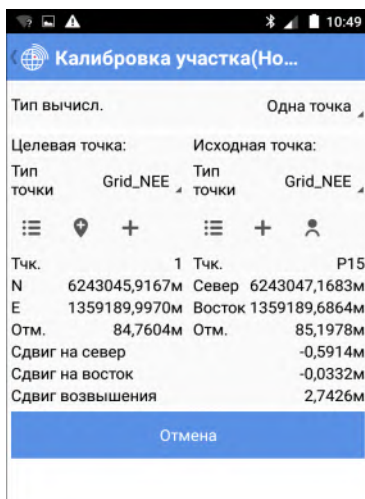 10:49
Калибровка участка(Но...
Тип вычисл. Одна точка
Целевая точка: Исходная точка:
Тип точки Grid_NEE Тип точки Grid_NEE
Тчк. 1 Тчк. P15
N 6243045,9167м Север 6243047,1683м
E 1359189,9970м Восток 1359189,6864м
Отм. 84,7604м Отм. 85,1978м
Сдвиг на север -0,5914м
Сдвиг на восток -0,0332м
Сдвиг возвышения 2,7426м
Отмена